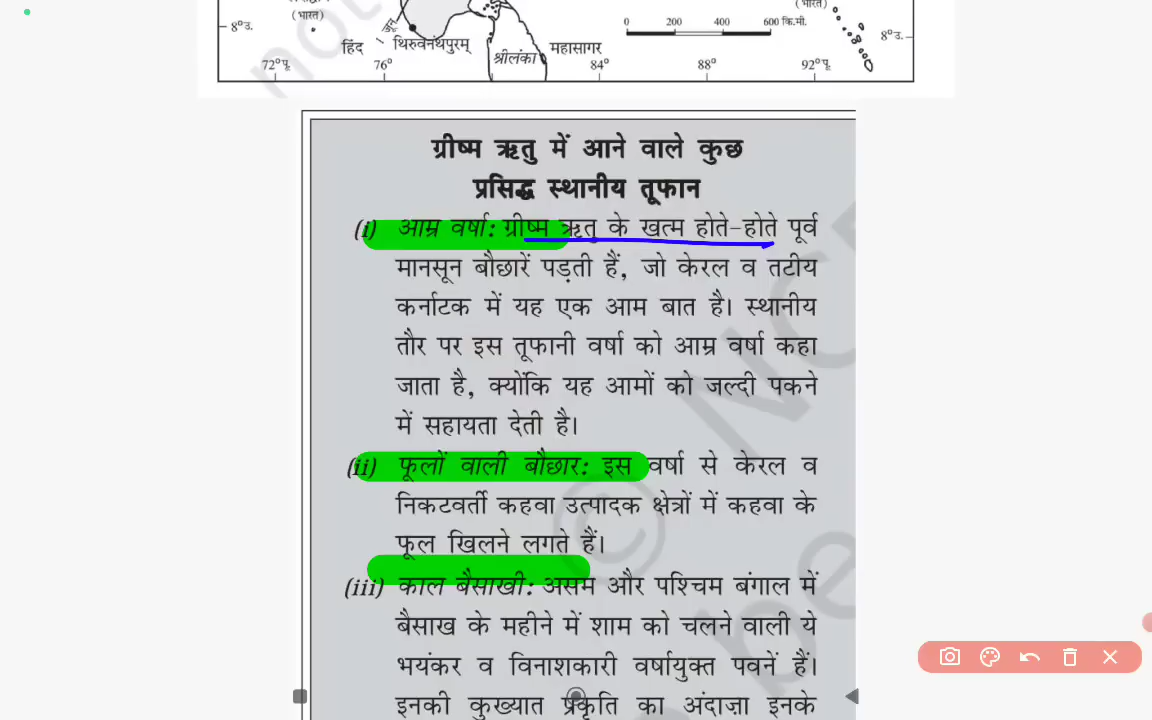 (भारत)
(भारत)
8°उ.
जून
0 200 400 600 कि.मी.
8°उ.
हिंद थिरुवनंथपुरम् श्रीलंका महासागर
72°पू. 76° 84° 88° 92°पू.
ग्रीष्म ऋतु में आने वाले कुछ
प्रसिद्ध स्थानीय तूफान
(i) आम्र वर्षा: ग्रीष्म ऋतु के खत्म होते-होते पूर्व
मानसून बौछारें पड़ती हैं, जो केरल व तटीय
कर्नाटक में यह एक आम बात है। स्थानीय
तौर पर इस तूफानी वर्षा को आम्र वर्षा कहा
जाता है, क्योंकि यह आमों को जल्दी पकने
में सहायता देती है।
(ii) फूलों वाली बौछार: इस वर्षा से केरल व
निकटवर्ती कहवा उत्पादक क्षेत्रों में कहवा के
फूल खिलने लगते हैं।
(iii) काल बैसाखी: असम और पश्चिम बंगाल में
बैसाख के महीने में शाम को चलने वाली ये
भयंकर व विनाशकारी वर्षायुक्त पवनें हैं।
इनकी कुख्यात प्रकृति का अंदाज़ा इनके